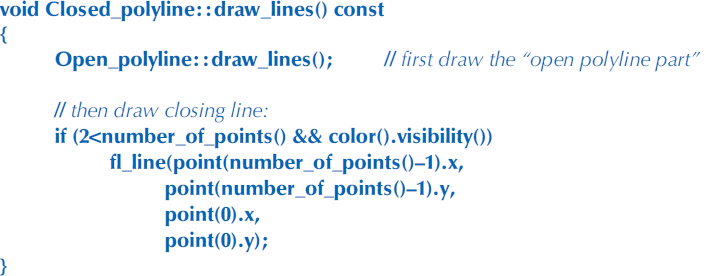 void Closed_polyline::draw_lines() const
{
Open_polyline::draw_lines(); // first draw the “open polyline part”
// then draw closing line:
if (2<number_of_points() && color().visibility())
fl_line(point(number_of_points()–1).x,
point(number_of_points()–1).y,
point(0).x,
point(0).y);
}